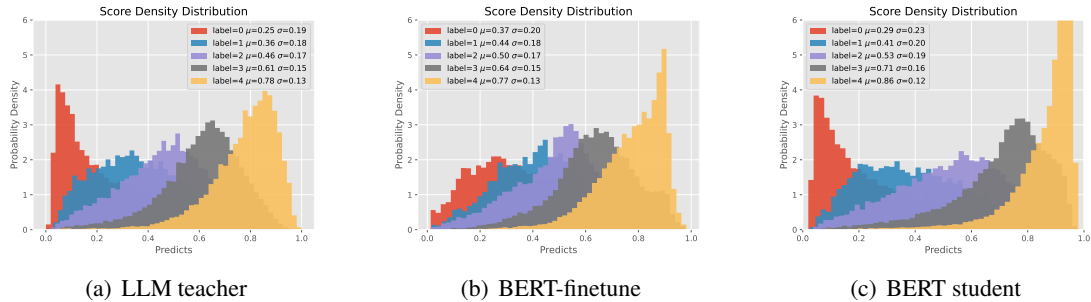 Score Density Distribution
label=0 μ=0.25 σ=0.19
label=1 μ=0.36 σ=0.18
label=2 μ=0.46 σ=0.17
label=3 μ=0.61 σ=0.15
label=4 μ=0.78 σ=0.13
Probability Density
6
5
4
3
2
1
0
0.0 0.2 0.4 0.6 0.8 1.0
Predicts
(a) LLM teacher
Score Density Distribution
label=0 μ=0.37 σ=0.20
label=1 μ=0.44 σ=0.18
label=2 μ=0.50 σ=0.17
label=3 μ=0.64 σ=0.15
label=4 μ=0.77 σ=0.13
Probability Density
6
5
4
3
2
1
0
0.0 0.2 0.4 0.6 0.8 1.0
Predicts
(b) BERT-finetune
Score Density Distribution
label=0 μ=0.29 σ=0.23
label=1 μ=0.41 σ=0.20
label=2 μ=0.53 σ=0.19
label=3 μ=0.71 σ=0.16
label=4 μ=0.86 σ=0.12
Probability Density
6
5
4
3
2
1
0
0.0 0.2 0.4 0.6 0.8 1.0
Predicts
(c) BERT student